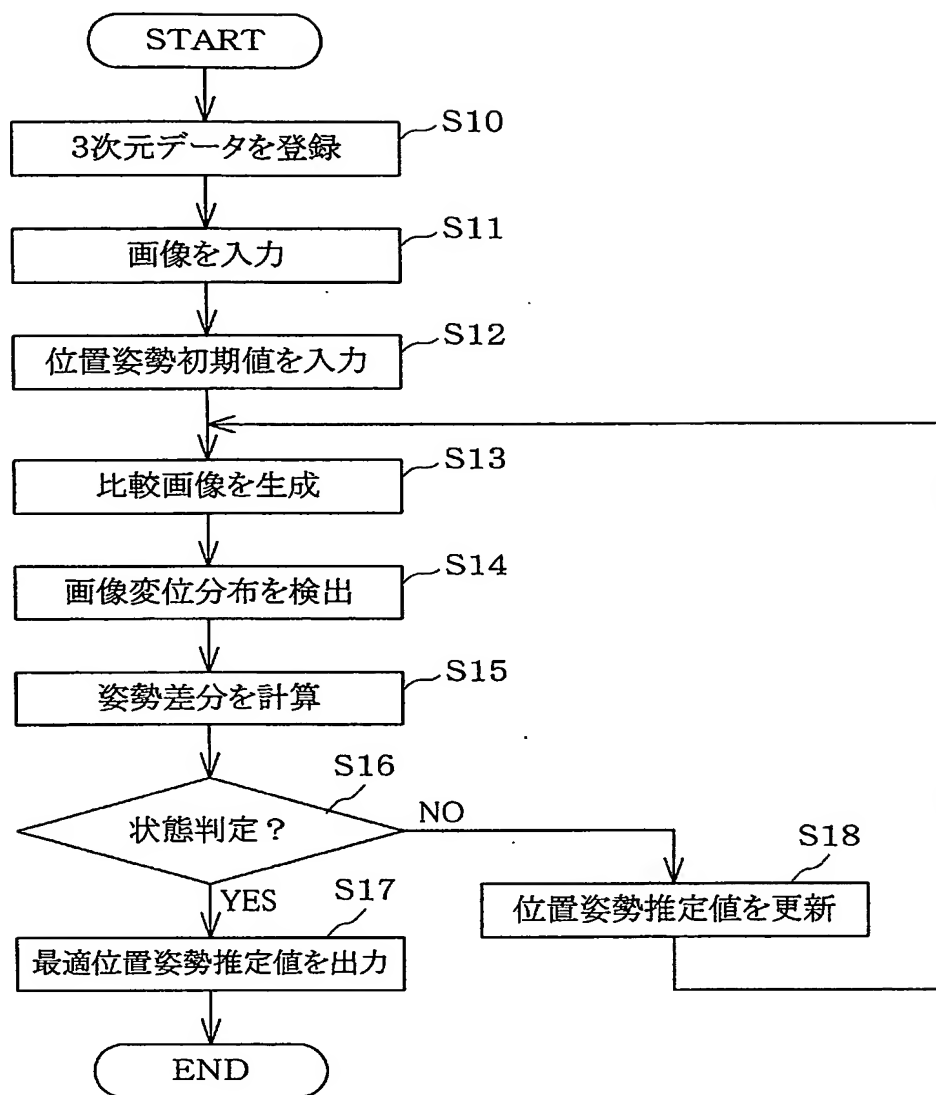 START
S10
3次元データを登録
S11
画像を入力
S12
位置姿勢初期値を入力
S13
比較画像を生成
S14
画像変位分布を検出
S15
姿勢差分を計算
S16
状態判定？
NO
YES
S18
位置姿勢推定値を更新
S17
最適位置姿勢推定値を出力
END